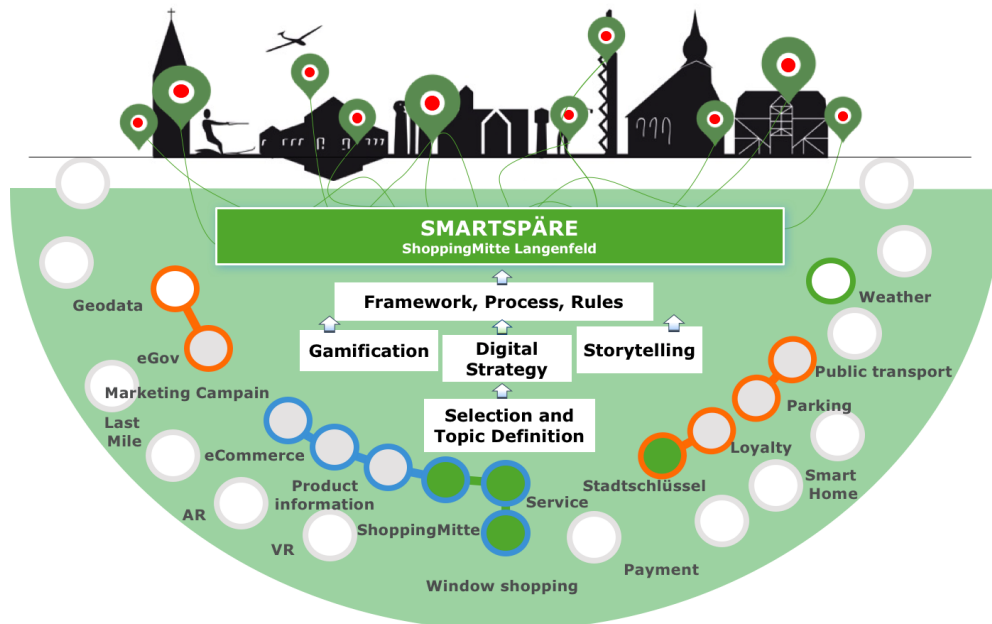 SMARTSPÄRE
ShoppingMitte Langenfeld
Framework, Process, Rules
Geodata
Weather
Gamification
Digital
Strategy
Storytelling
eGov
Public transport
Marketing Campain
Parking
Selection and
Topic Definition
Last
Mile
eCommerce
Loyalty
Product
information
Stadtschlüssel
Smart
Home
Service
AR
ShoppingMitte
VR
Payment
Window shopping